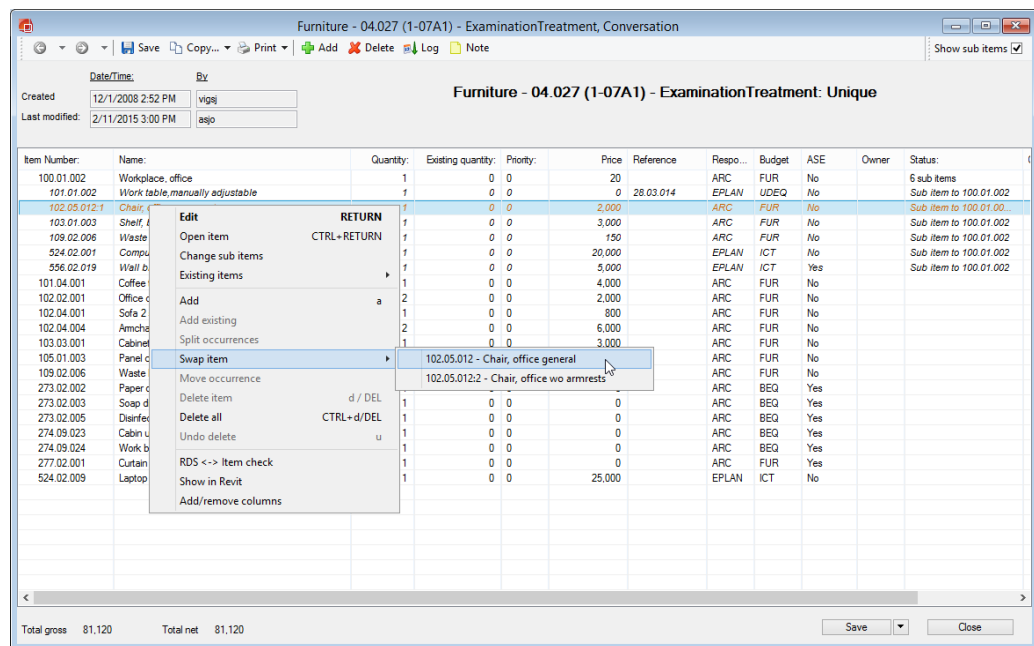 Furniture - 04.027 (1-07A1) - ExaminationTreatment, Conversation
Save Copy... Print Add Delete Log Note Show sub items
Date/Time: By
Created 12/1/2008 2:52 PM vigsj
Last modified: 2/11/2015 3:00 PM asjo
Furniture - 04.027 (1-07A1) - ExaminationTreatment: Unique
Item Number: Name: Quantity: Existing quantity: Priority: Price Reference Respo... Budget ASE Owner Status:
100.01.002 Workplace, office 1 0 0 20 ARC FUR No 6 sub items
101.01.002 Work table,manually adjustable 1 0 0 0 28.03.014 EPLAN UDEQ No Sub item to 100.01.002
102.05.012:1 Chair, 1 0 0 2,000 ARC FUR No Sub item to 100.01.00...
103.01.003 Shelf, 1 0 0 3,000 ARC FUR No Sub item to 100.01.002
109.02.006 Waste 1 0 0 150 ARC FUR No Sub item to 100.01.002
524.02.001 Compu 1 0 0 20,000 EPLAN ICT No Sub item to 100.01.002
556.02.019 Wall b 1 0 0 5,000 EPLAN ICT Yes Sub item to 100.01.002
101.04.001 Coffee 1 0 0 4,000 ARC FUR No
102.02.001 Office 2 0 0 2,000 ARC FUR No
102.04.001 Sofa 2 1 0 0 800 ARC FUR No
102.04.004 Armcha 2 0 0 6,000 ARC FUR No
103.03.001 Cabinet 1 0 0 3,000 ARC FUR No
105.01.003 Panel ARC FUR No
109.02.006 Waste ARC FUR No
273.02.002 Paper ARC BEQ Yes
273.02.003 Soap d 1 0 0 0 ARC BEQ Yes
273.02.005 Disinfec 1 0 0 0 ARC BEQ Yes
274.09.023 Cabin u 1 0 0 0 ARC BEQ Yes
274.09.024 Work b 1 0 0 0 ARC BEQ Yes
277.02.001 Curtain 1 0 0 0 ARC FUR Yes
524.02.009 Laptop 1 0 0 25,000 EPLAN ICT No
Edit RETURN
Open item CTRL+RETURN
Change sub items
Existing items
Add a
Add existing
Split occurrences
Swap item
Move occurrence
Delete item d / DEL
Delete all CTRL+d/DEL
Undo delete u
RDS <-> Item check
Show in Revit
Add/remove columns
102.05.012 - Chair, office general
102.05.012:2 - Chair, office wo armrests
Total gross 81,120 Total net 81,120 Save Close